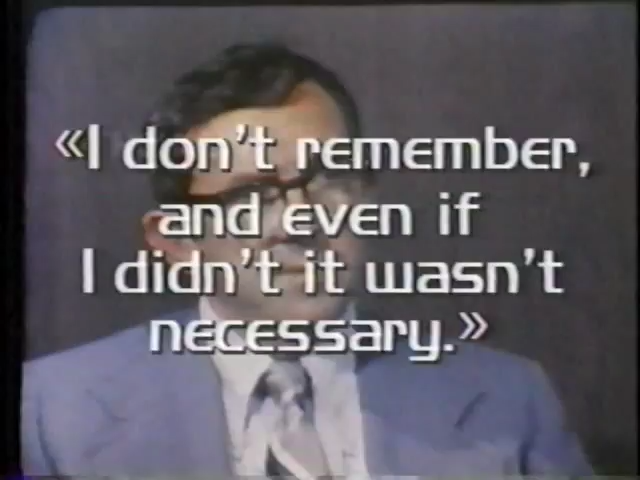 «I don't remember,
and even if
I didn't it wasn't
necessary.»